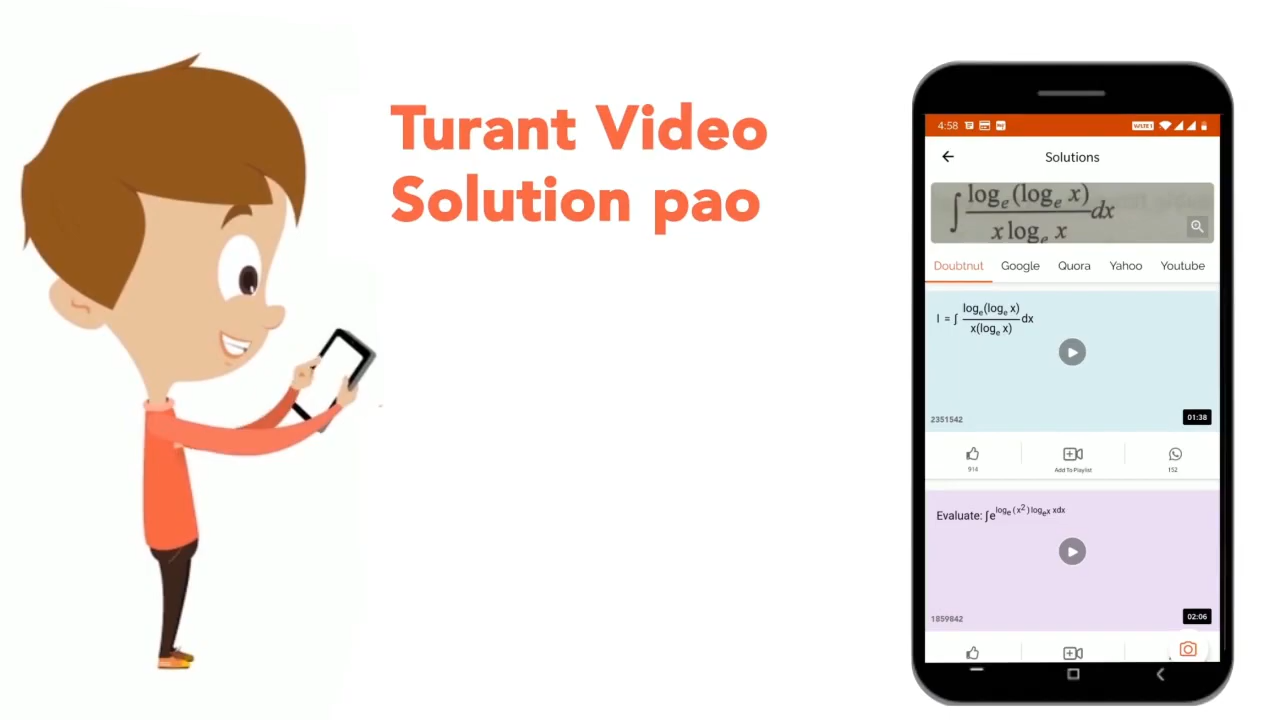 Turant Video
Solution pao
4:58
Solutions
∫ logₑ(logₑ x) / x logₑ x dx
Doubtnut Google Quora Yahoo Youtube
I = ∫ logₑ(logₑ x) / x(logₑ x) dx
2351542 01:38
914 Add To Playlist 152
Evaluate: ∫e^logₑ(x²)logₑx xdx
1859842 02:06